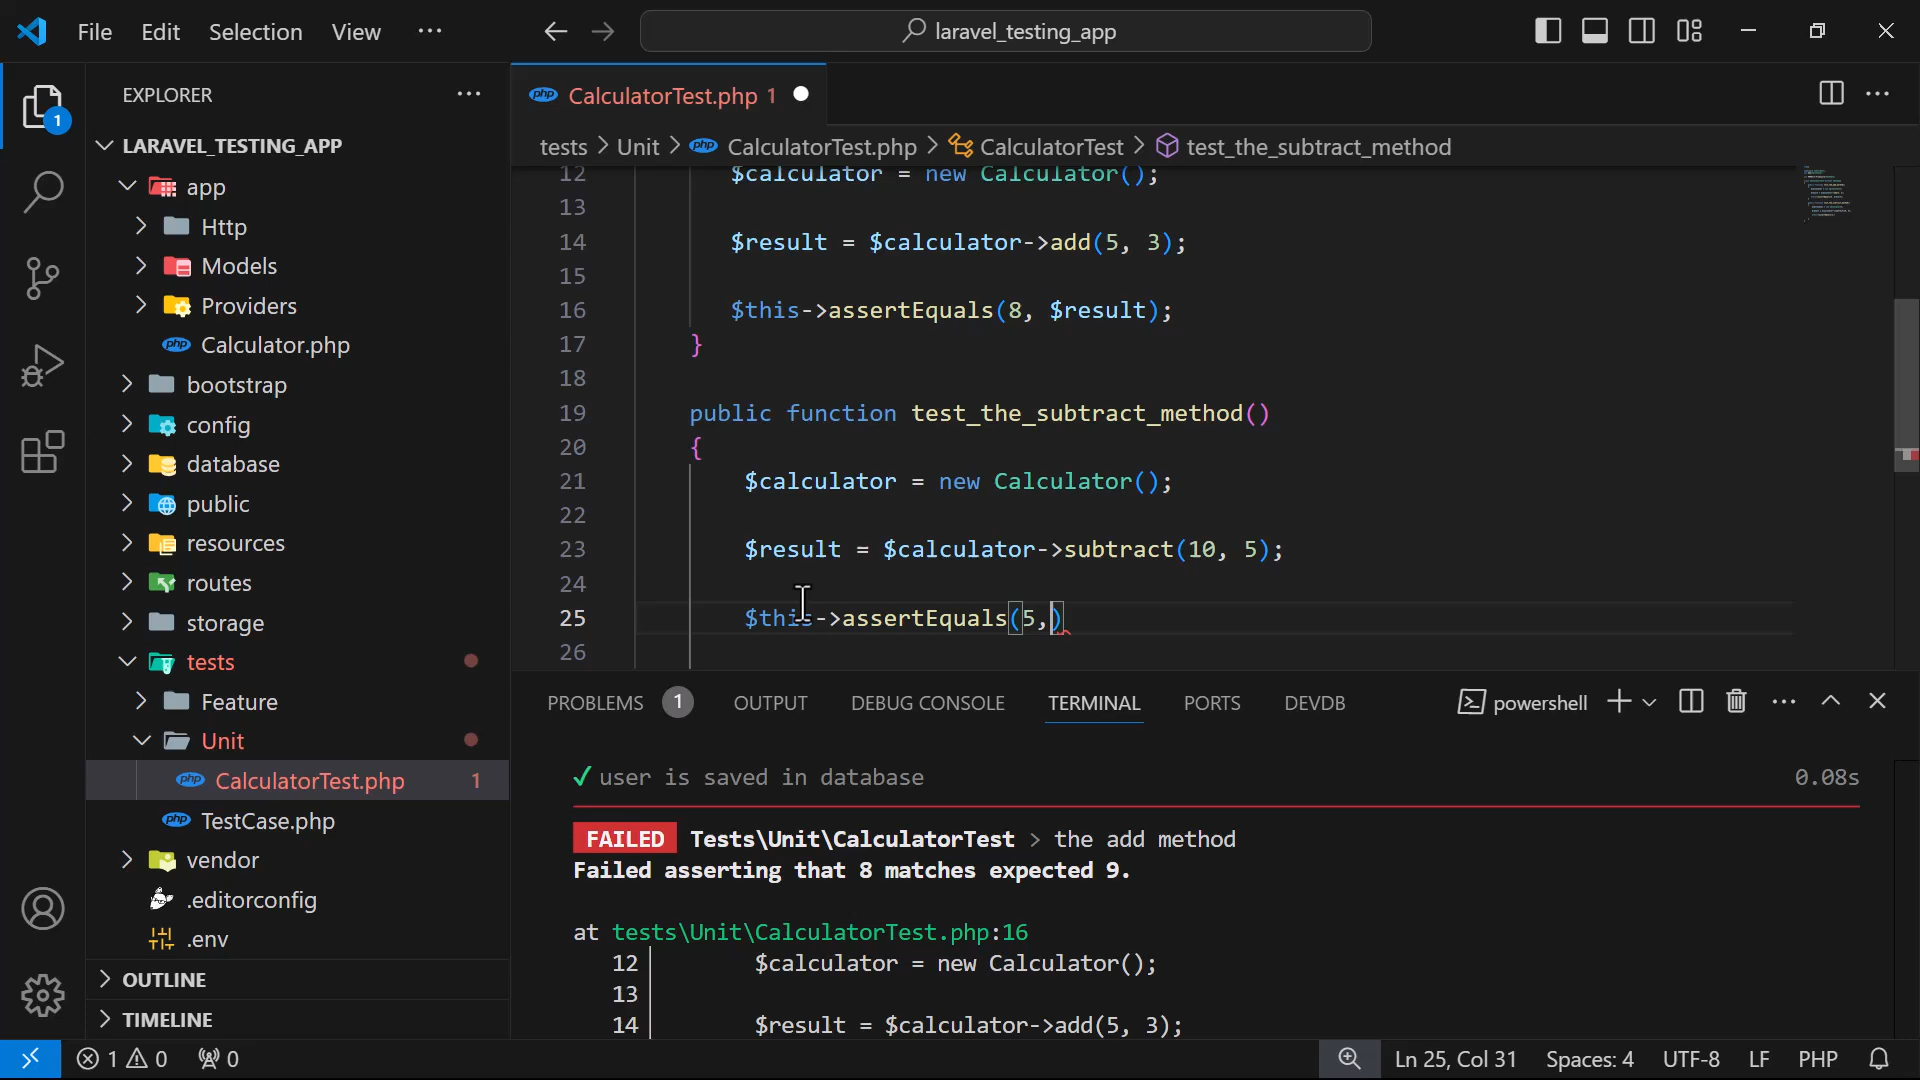 File Edit Selection View ··· laravel_testing_app
EXPLORER ···
LARAVEL_TESTING_APP
app
Http
Models
Providers
Calculator.php
bootstrap
config
database
public
resources
routes
storage
tests
Feature
Unit
CalculatorTest.php 1
TestCase.php
vendor
.editorconfig
.env
OUTLINE
TIMELINE
1
CalculatorTest.php 1
tests > Unit > CalculatorTest.php > CalculatorTest > test_the_subtract_method
12 $calculator = new Calculator();
13
14 $result = $calculator->add(5, 3);
15
16 $this->assertEquals(8, $result);
17 }
18
19 public function test_the_subtract_method()
20 {
21 $calculator = new Calculator();
22
23 $result = $calculator->subtract(10, 5);
24
25 $this->assertEquals(5,)
26
PROBLEMS 1 OUTPUT DEBUG CONSOLE TERMINAL PORTS DEVDB powershell
✓ user is saved in database 0.08s
FAILED Tests\Unit\CalculatorTest > the add method
Failed asserting that 8 matches expected 9.
at tests\Unit\CalculatorTest.php:16
12 $calculator = new Calculator();
13
14 $result = $calculator->add(5, 3);
1 0 0 Ln 25, Col 31 Spaces: 4 UTF-8 LF PHP